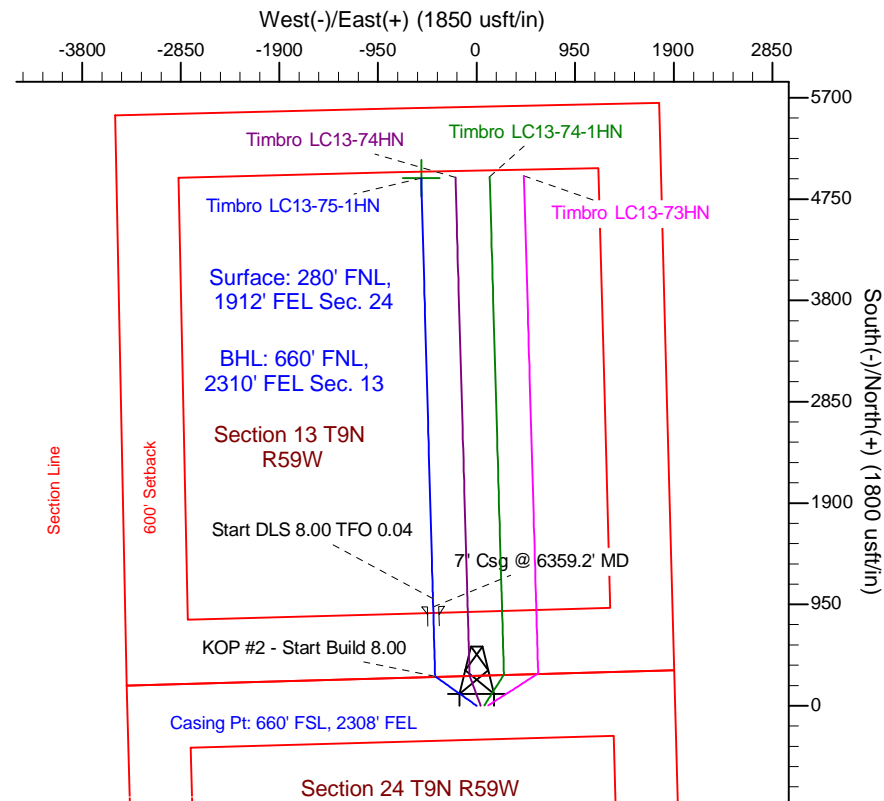 West(-)/East(+) (1850 usft/in)
-3800 -2850 -1900 -950 0 950 1900 2850
5700
Timbro LC13-74HN
Timbro LC13-74-1HN
4750
Timbro LC13-75-1HN
Timbro LC13-73HN
Surface: 280' FNL,
1912' FEL Sec. 24
3800
BHL: 660' FNL,
2310' FEL Sec. 13
2850
Section 13 T9N
R59W
Section Line
600' Setback
South(-)/North(+) (1800 usft/in)
1900
Start DLS 8.00 TFO 0.04
7" Csg @ 6359.2' MD
950
KOP #2 - Start Build 8.00
0
Casing Pt: 660' FSL, 2308' FEL
Section 24 T9N R59W